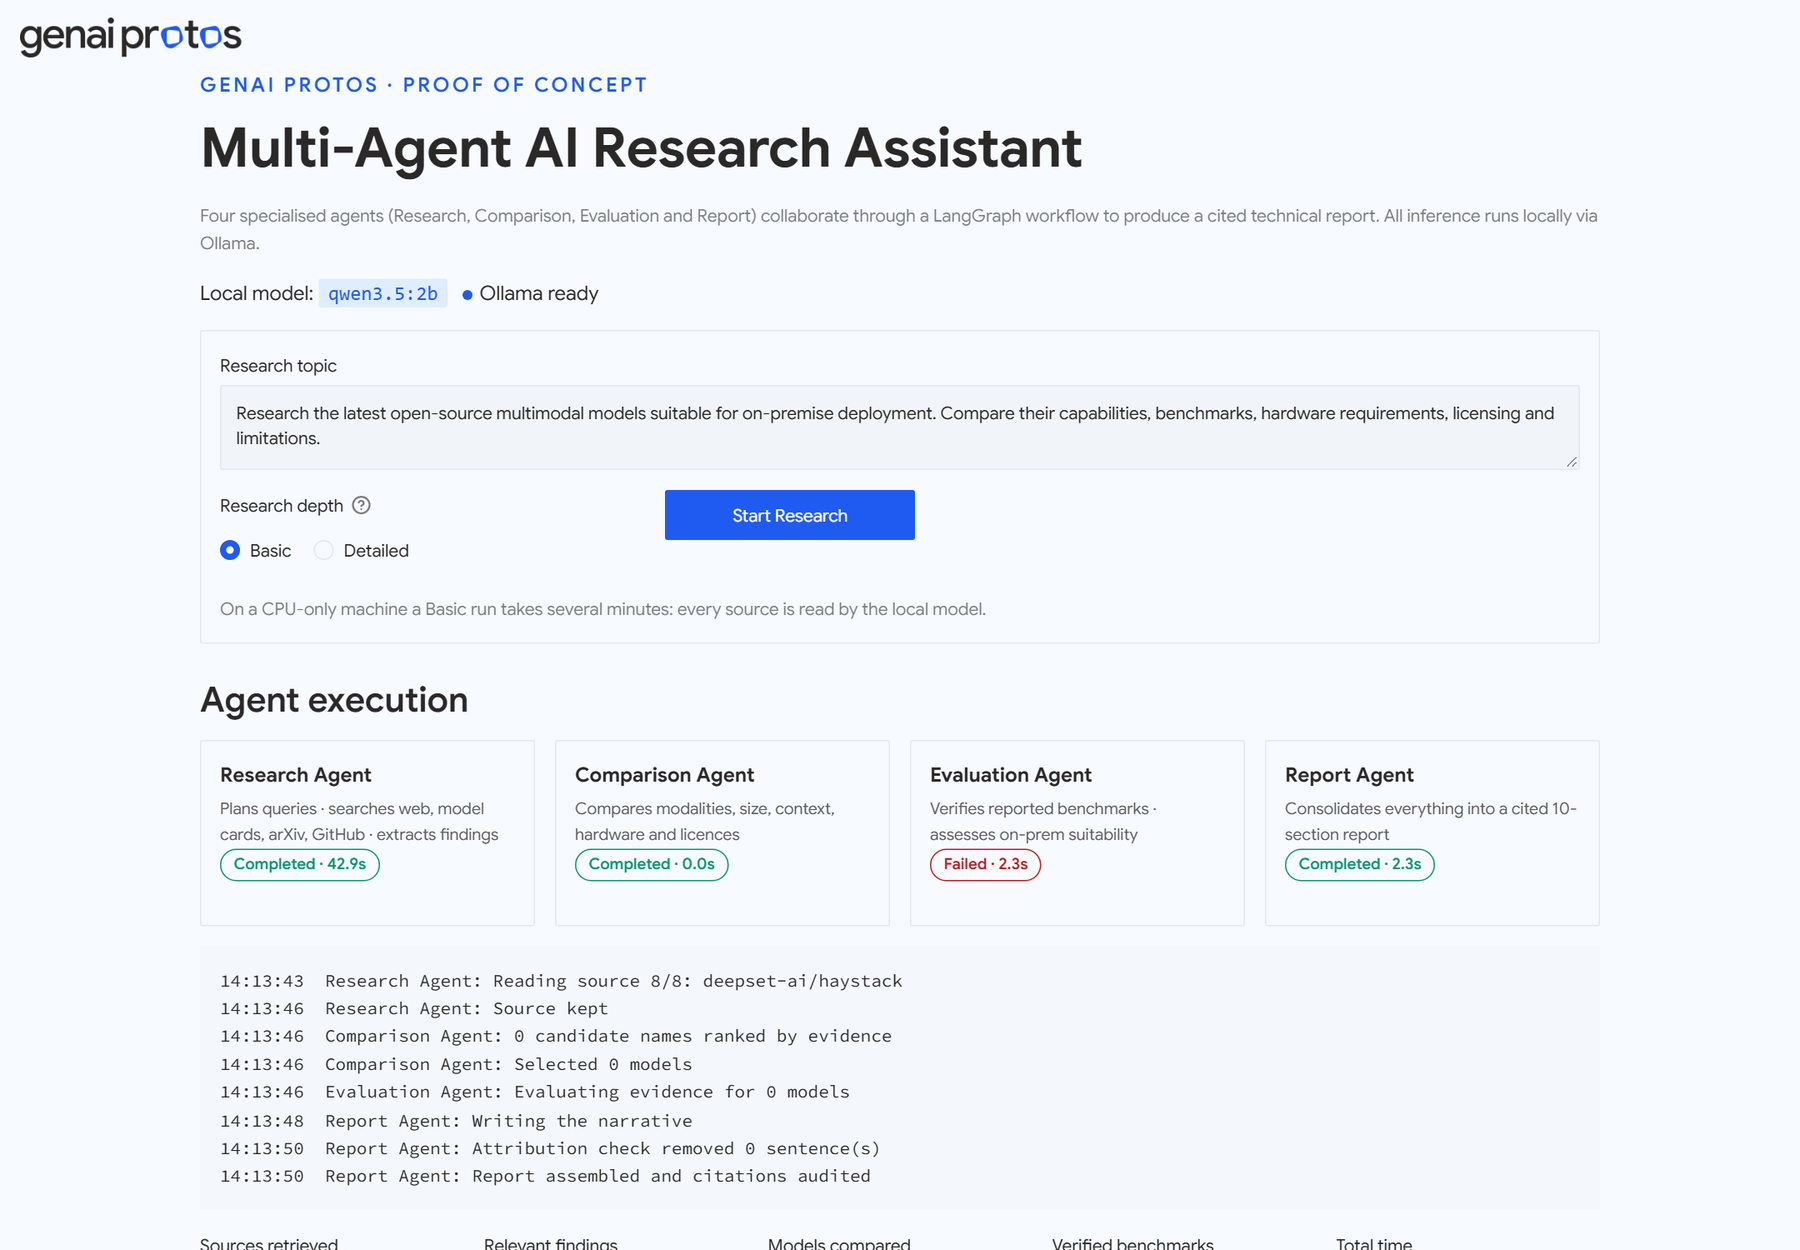 genai protos
GENAI PROTOS · PROOF OF CONCEPT
Multi-Agent AI Research Assistant
Four specialised agents (Research, Comparison, Evaluation and Report) collaborate through a LangGraph workflow to produce a cited technical report. All inference runs locally via
Ollama.
Local model: qwen3.5:2b Ollama ready
Research topic
Research the latest open-source multimodal models suitable for on-premise deployment. Compare their capabilities, benchmarks, hardware requirements, licensing and
limitations.
Research depth ?
Start Research
Basic Detailed
On a CPU-only machine a Basic run takes several minutes: every source is read by the local model.
Agent execution
Research Agent
Plans queries · searches web, model
cards, arXiv, GitHub · extracts findings
Completed · 42.9s
Comparison Agent
Compares modalities, size, context,
hardware and licences
Completed · 0.0s
Evaluation Agent
Verifies reported benchmarks ·
assesses on-prem suitability
Failed · 2.3s
Report Agent
Consolidates everything into a cited 10-
section report
Completed · 2.3s
14:13:43 Research Agent: Reading source 8/8: deepset-ai/haystack
14:13:46 Research Agent: Source kept
14:13:46 Comparison Agent: 0 candidate names ranked by evidence
14:13:46 Comparison Agent: Selected 0 models
14:13:46 Evaluation Agent: Evaluating evidence for 0 models
14:13:48 Report Agent: Writing the narrative
14:13:50 Report Agent: Attribution check removed 0 sentence(s)
14:13:50 Report Agent: Report assembled and citations audited
Sources retrieved Relevant findings Models compared Verified benchmarks Total time